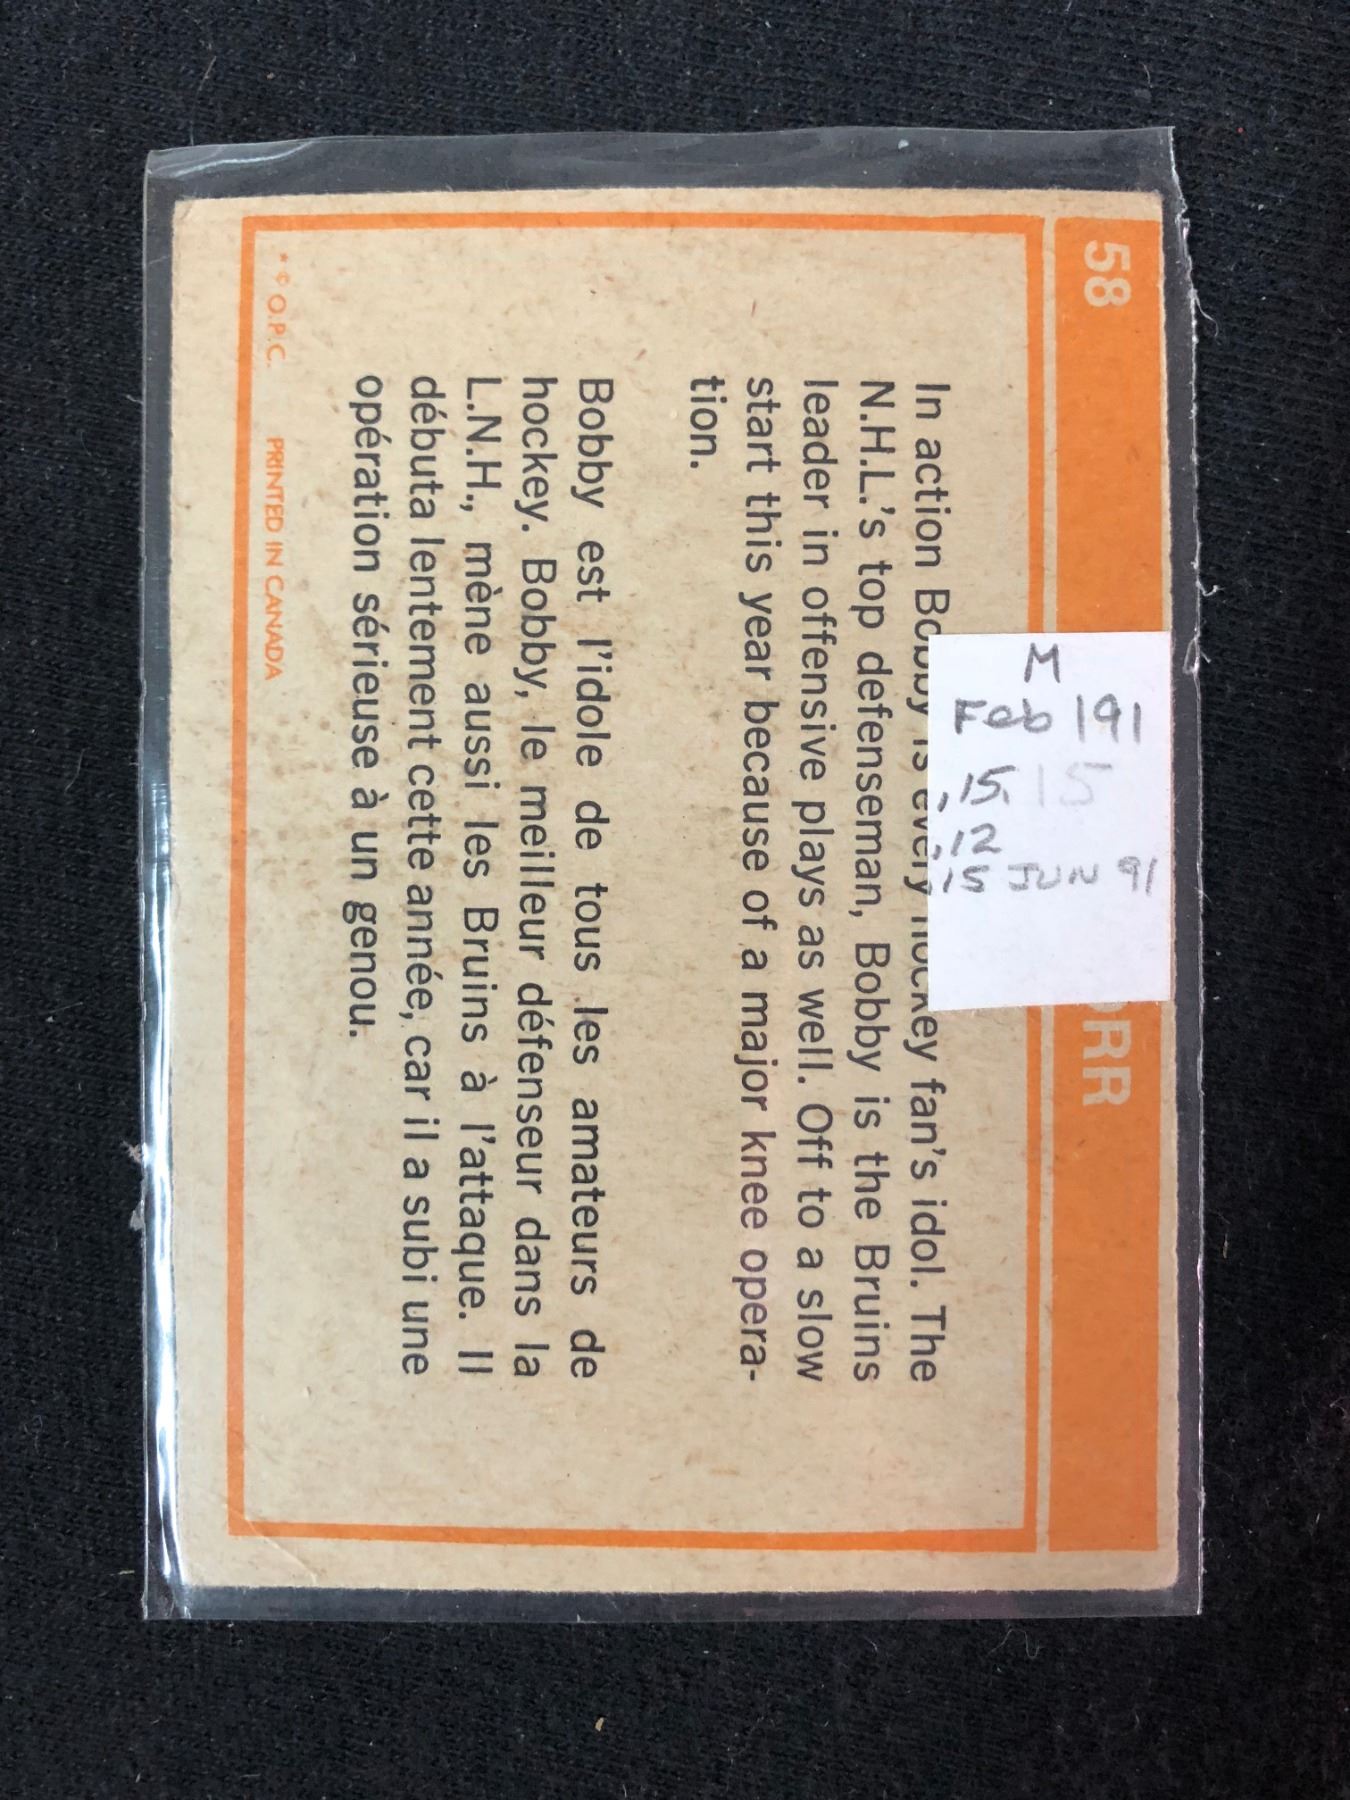 58 ORR
In action Bobby is every hockey fan's idol. The
N.H.L.'s top defenseman, Bobby is the Bruins
leader in offensive plays as well. Off to a slow
start this year because of a major knee opera-
tion.
Bobby est l'idole de tous les amateurs de
hockey. Bobby, le meilleur défenseur dans la
L.N.H., mène aussi les Bruins à l'attaque. Il
débuta lentement cette année, car il a subi une
opération sérieuse à un genou.
* © O.P.C. PRINTED IN CANADA
M
Feb 191
.15. 15
.12
.15 JUN 91